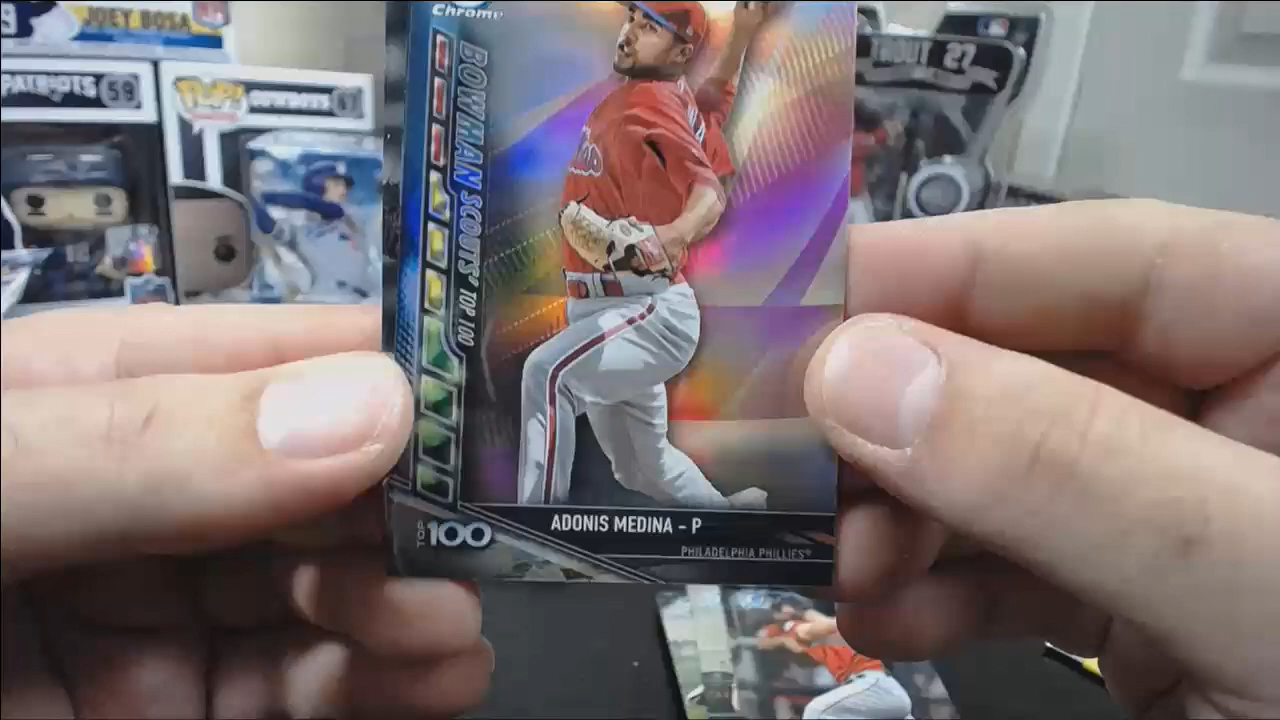 JOEY BOSA
PATRIOTS 59
POP!
COWBOYS
TROUT 27
Chrome
BOWMAN SCOUTS' TOP 100
TOP 100
ADONIS MEDINA - P
PHILADELPHIA PHILLIES®